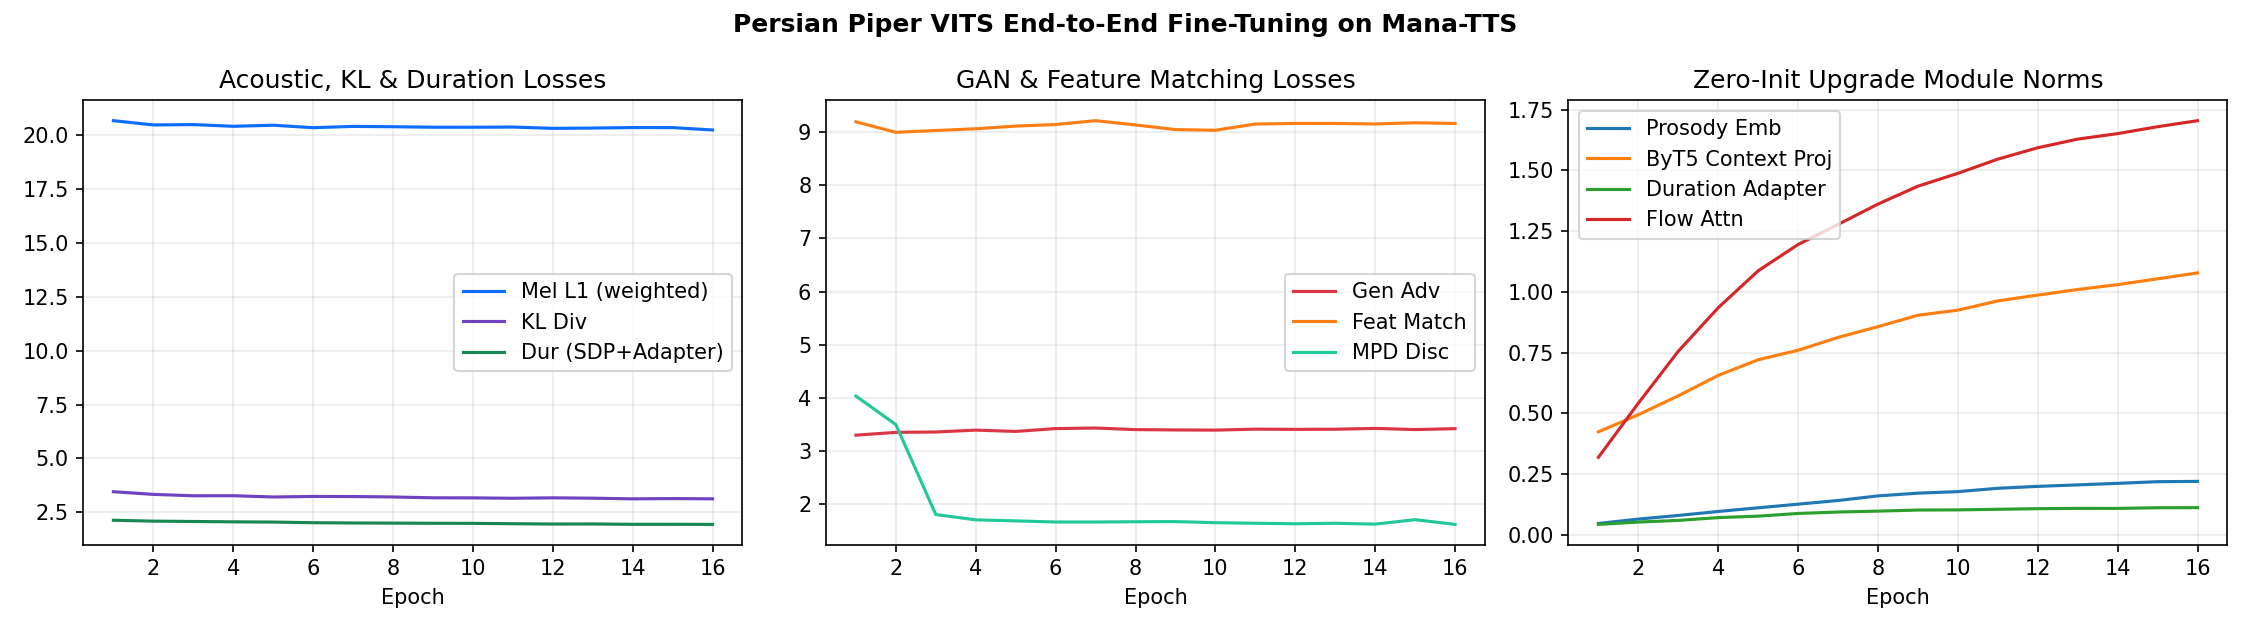 Persian Piper VITS End-to-End Fine-Tuning on Mana-TTS
Acoustic, KL & Duration Losses
20.0
17.5
15.0
12.5
10.0
7.5
5.0
2.5
Mel L1 (weighted)
KL Div
Dur (SDP+Adapter)
2 4 6 8 10 12 14 16
Epoch
GAN & Feature Matching Losses
9
8
7
6
5
4
3
2
Gen Adv
Feat Match
MPD Disc
2 4 6 8 10 12 14 16
Epoch
Zero-Init Upgrade Module Norms
1.75
1.50
1.25
1.00
0.75
0.50
0.25
0.00
Prosody Emb
ByT5 Context Proj
Duration Adapter
Flow Attn
2 4 6 8 10 12 14 16
Epoch